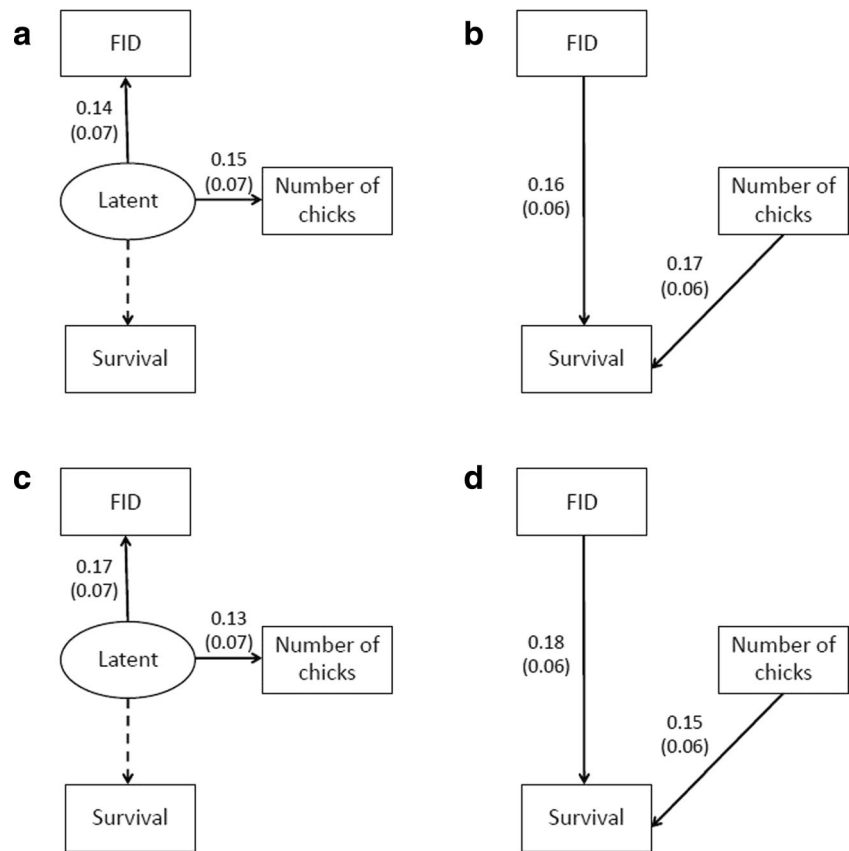 a
FID
0.14
(0.07)
0.15
(0.07)
Latent
Number of
chicks
Survival
b
FID
0.16
(0.06)
Number of
chicks
0.17
(0.06)
Survival
c
FID
0.17
(0.07)
0.13
(0.07)
Latent
Number of
chicks
Survival
d
FID
0.18
(0.06)
Number of
chicks
0.15
(0.06)
Survival